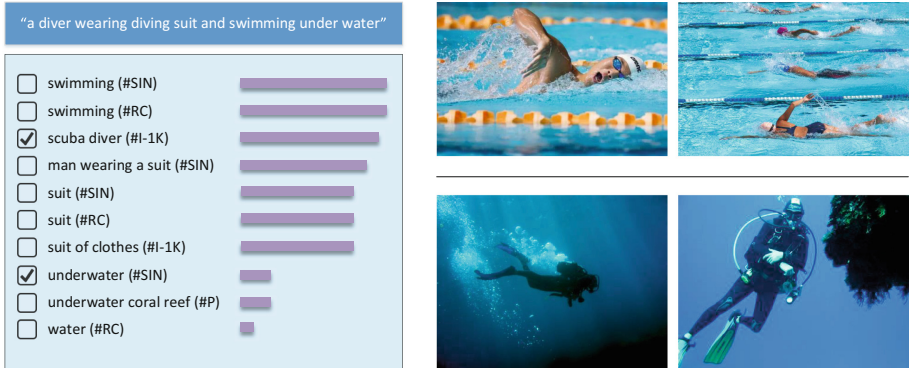 "a diver wearing diving suit and swimming under water"
swimming (#SIN)
swimming (#RC)
scuba diver (#I-1K)
man wearing a suit (#SIN)
suit (#SIN)
suit (#RC)
suit of clothes (#I-1K)
underwater (#SIN)
underwater coral reef (#P)
water (#RC)